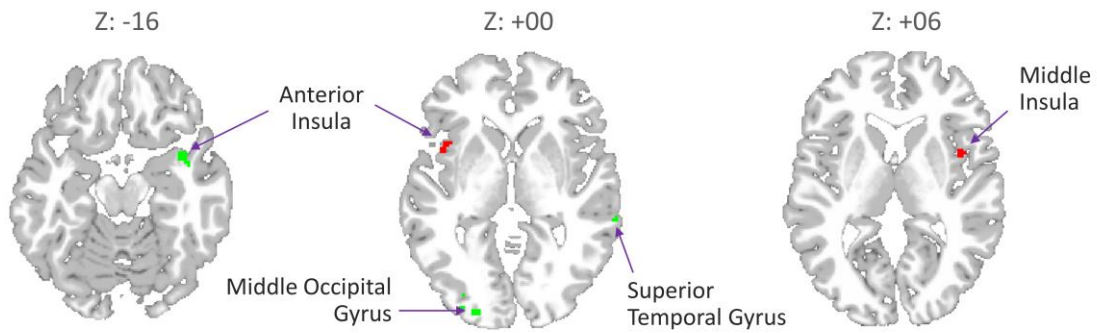 Z: -16
Z: +00
Z: +06
Anterior
Insula
Middle
Insula
Middle Occipital
Gyrus
Superior
Temporal Gyrus